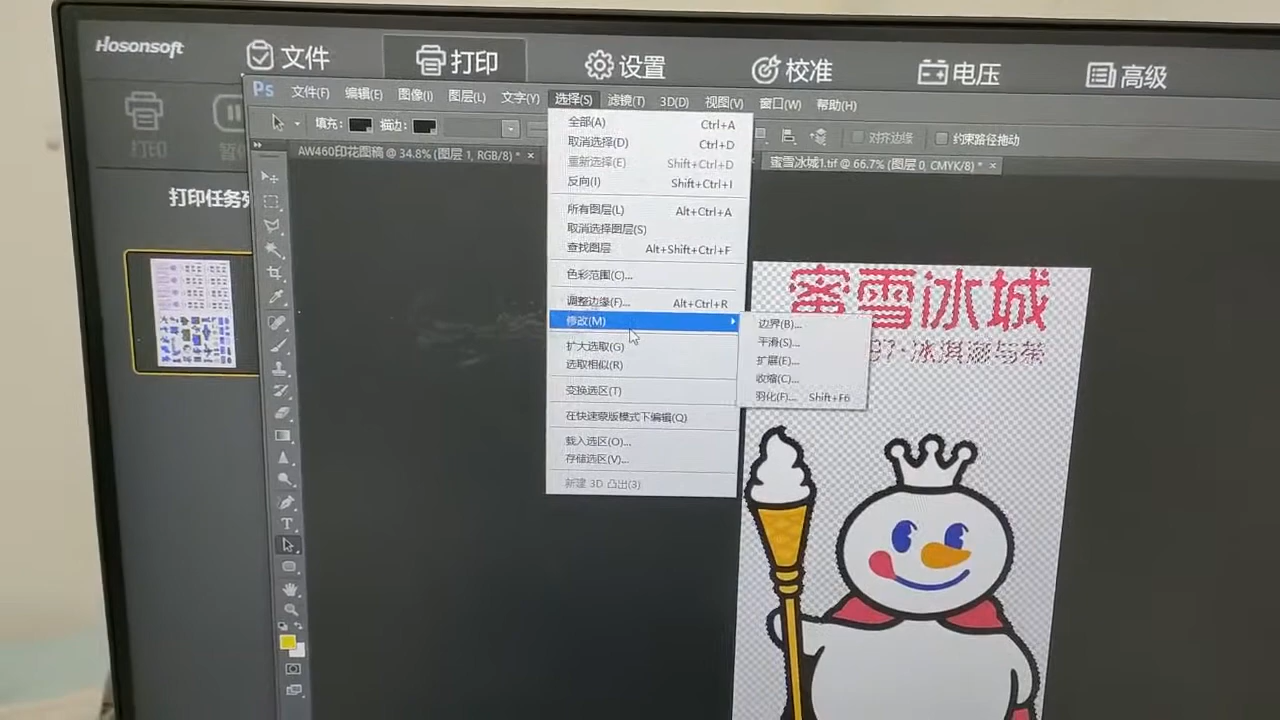 Hosonsoft
文件
打印
设置
校准
电压
高级
打印
打印任务
Ps
文件(F)
编辑(E)
图像(I)
图层(L)
文字(Y)
选择(S)
滤镜(T)
3D(D)
视图(V)
窗口(W)
帮助(H)
填充:
描边:
对齐边缘
约束路径拖动
AW460印花图稿 @ 34.8% (图层 1, RGB/8) * ×
蜜雪冰城1.tif @ 66.7% (图层 0, CMYK/8) * ×
全部(A) Ctrl+A
取消选择(D) Ctrl+D
重新选择(E) Shift+Ctrl+D
反向(I) Shift+Ctrl+I
所有图层(L) Alt+Ctrl+A
取消选择图层(S)
查找图层 Alt+Shift+Ctrl+F
色彩范围(C)...
调整边缘(F)... Alt+Ctrl+R
修改(M)
扩大选取(G)
选取相似(R)
变换选区(T)
在快速蒙版模式下编辑(Q)
载入选区(O)...
存储选区(V)...
新建 3D 凸出(3)
边界(B)...
平滑(S)...
扩展(E)...
收缩(C)...
羽化(F)... Shift+F6
蜜雪冰城
97·冰淇淋与茶
T